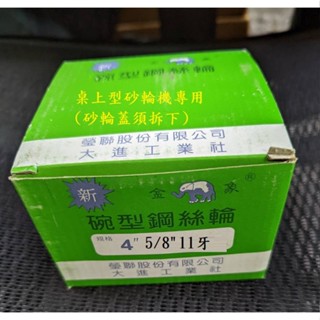 新
碗型鋼絲輪
桌上型砂輪機專用
(砂輪蓋須拆下)
瑩聯股份有限公司
大進工業社
新
金象®
碗型鋼絲輪
規格 4" 5/8"11牙
瑩聯股份有限公司
大進工業社